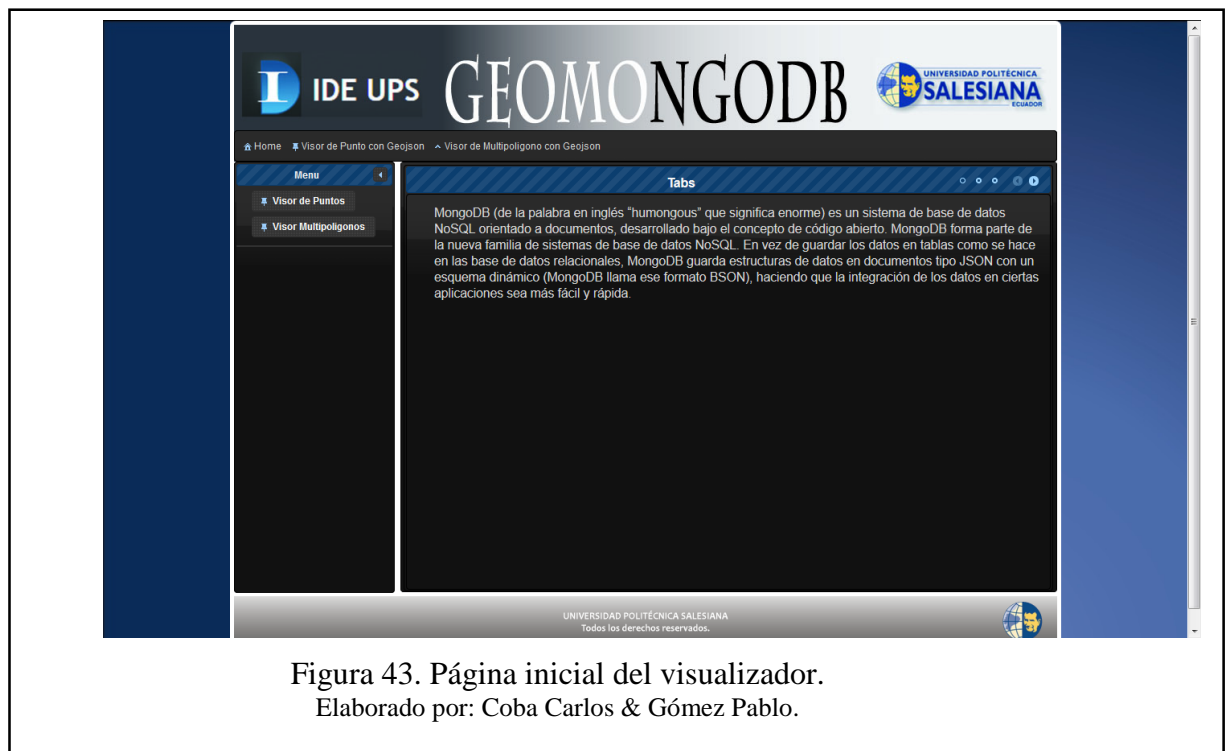 IDE UPS GEOMONGODB UNIVERSIDAD POLITÉCNICA
SALESIANA
ECUADOR
Home Visor de Punto con Geojson Visor de Multipoligono con Geojson
Menu
Visor de Puntos
Visor Multipoligonos
Tabs
MongoDB (de la palabra en inglés “humongous” que significa enorme) es un sistema de base de datos
NoSQL orientado a documentos, desarrollado bajo el concepto de código abierto. MongoDB forma parte de
la nueva familia de sistemas de base de datos NoSQL. En vez de guardar los datos en tablas como se hace
en las base de datos relacionales, MongoDB guarda estructuras de datos en documentos tipo JSON con un
esquema dinámico (MongoDB llama ese formato BSON), haciendo que la integración de los datos en ciertas
aplicaciones sea más fácil y rápida.
UNIVERSIDAD POLITÉCNICA SALESIANA
Todos los derechos reservados.
Figura 43. Página inicial del visualizador.
Elaborado por: Coba Carlos & Gómez Pablo.